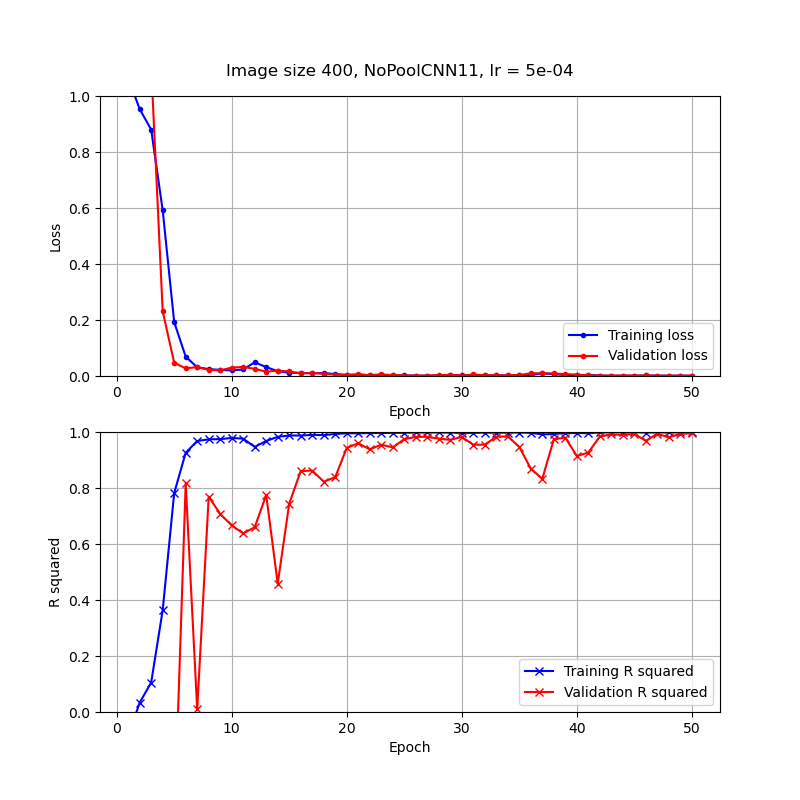 Image size 400, NoPoolCNN11, lr = 5e-04
1.0
0.8
0.6
0.4
0.2
0.0
Loss
Training loss
Validation loss
0 10 20 30 40 50
Epoch
1.0
0.8
0.6
0.4
0.2
0.0
R squared
Training R squared
Validation R squared
0 10 20 30 40 50
Epoch